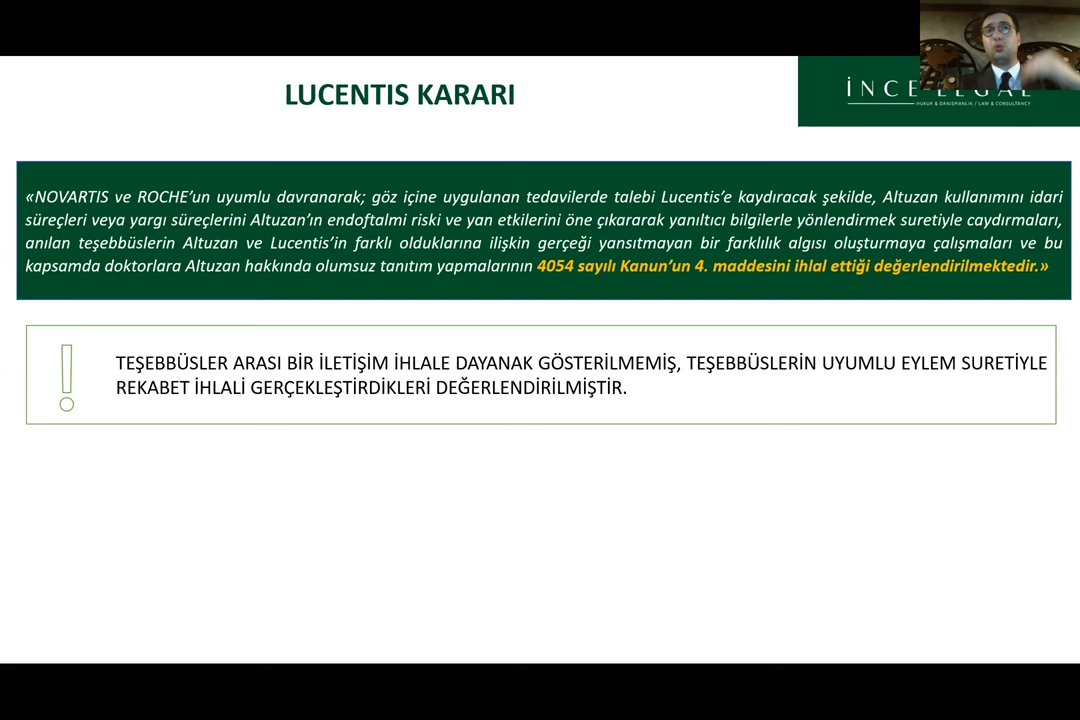 LUCENTIS KARARI
İNCE LEGAL
HUKUK & DANIŞMANLIK / LAW & CONSULTANCY
«NOVARTIS ve ROCHE’un uyumlu davranarak; göz içine uygulanan tedavilerde talebi Lucentis’e kaydıracak şekilde, Altuzan kullanımını idari
süreçleri veya yargı süreçlerini Altuzan’ın endoftalmi riski ve yan etkilerini öne çıkararak yanıltıcı bilgilerle yönlendirmek suretiyle caydırmaları,
anılan teşebbüslerin Altuzan ve Lucentis’in farklı olduklarına ilişkin gerçeği yansıtmayan bir farklılık algısı oluşturmaya çalışmaları ve bu
kapsamda doktorlara Altuzan hakkında olumsuz tanıtım yapmalarının 4054 sayılı Kanun’un 4. maddesini ihlal ettiği değerlendirilmektedir.»
TEŞEBBÜSLER ARASI BİR İLETİŞİM İHLALE DAYANAK GÖSTERİLMEMİŞ, TEŞEBBÜSLERİN UYUMLU EYLEM SURETİYLE
REKABET İHLALİ GERÇEKLEŞTİRDİKLERİ DEĞERLENDİRİLMİŞTİR.